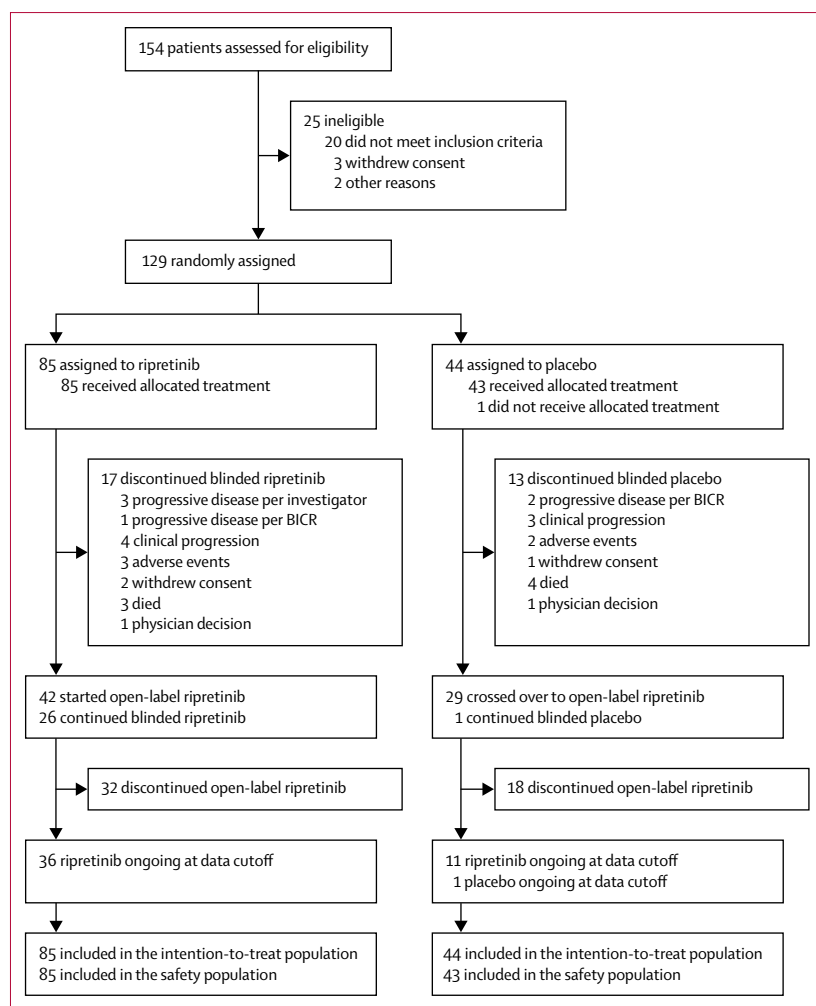 154 patients assessed for eligibility
25 ineligible
20 did not meet inclusion criteria
3 withdrew consent
2 other reasons
129 randomly assigned
85 assigned to ripretinib
85 received allocated treatment
44 assigned to placebo
43 received allocated treatment
1 did not receive allocated treatment
17 discontinued blinded ripretinib
3 progressive disease per investigator
1 progressive disease per BICR
4 clinical progression
3 adverse events
2 withdrew consent
3 died
1 physician decision
13 discontinued blinded placebo
2 progressive disease per BICR
3 clinical progression
2 adverse events
1 withdrew consent
4 died
1 physician decision
42 started open-label ripretinib
26 continued blinded ripretinib
29 crossed over to open-label ripretinib
1 continued blinded placebo
32 discontinued open-label ripretinib
18 discontinued open-label ripretinib
36 ripretinib ongoing at data cutoff
11 ripretinib ongoing at data cutoff
1 placebo ongoing at data cutoff
85 included in the intention-to-treat population
85 included in the safety population
44 included in the intention-to-treat population
43 included in the safety population